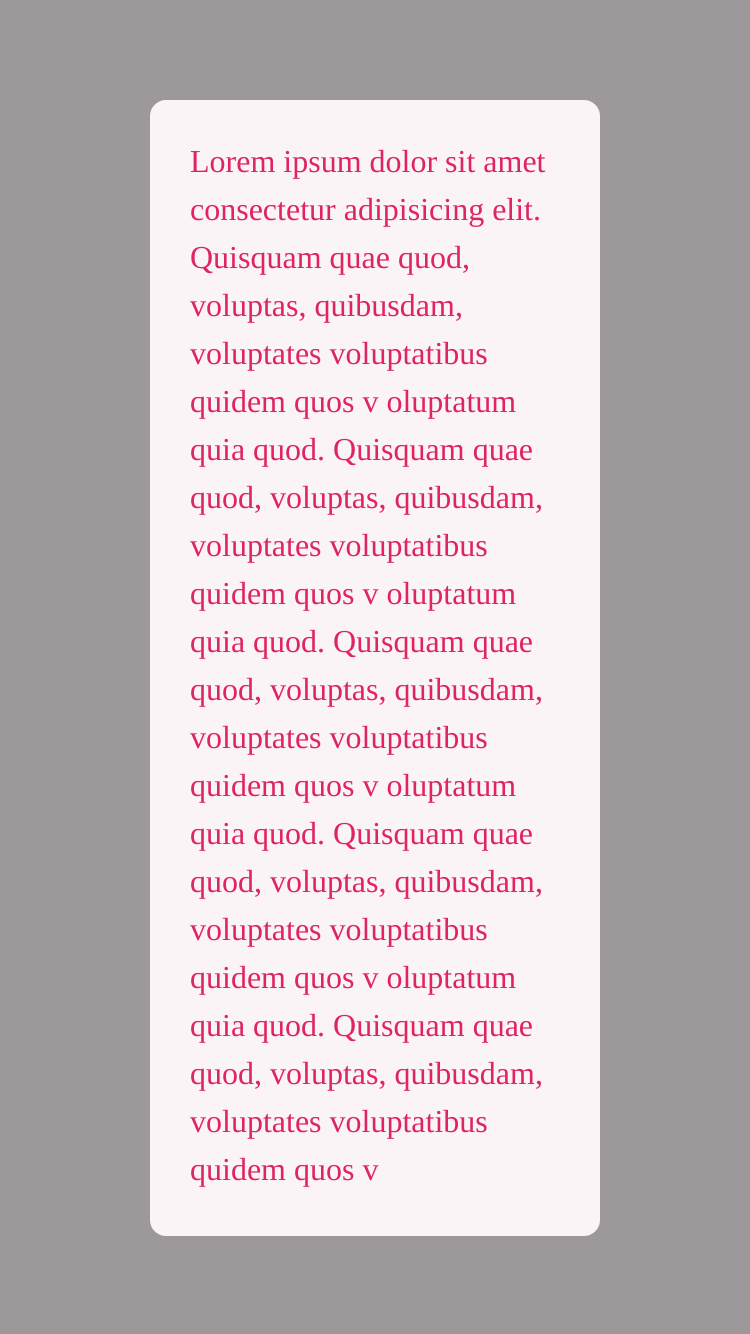 Lorem ipsum dolor sit amet
consectetur adipisicing elit.
Quisquam quae quod,
voluptas, quibusdam,
voluptates voluptatibus
quidem quos v oluptatum
quia quod. Quisquam quae
quod, voluptas, quibusdam,
voluptates voluptatibus
quidem quos v oluptatum
quia quod. Quisquam quae
quod, voluptas, quibusdam,
voluptates voluptatibus
quidem quos v oluptatum
quia quod. Quisquam quae
quod, voluptas, quibusdam,
voluptates voluptatibus
quidem quos v oluptatum
quia quod. Quisquam quae
quod, voluptas, quibusdam,
voluptates voluptatibus
quidem quos v